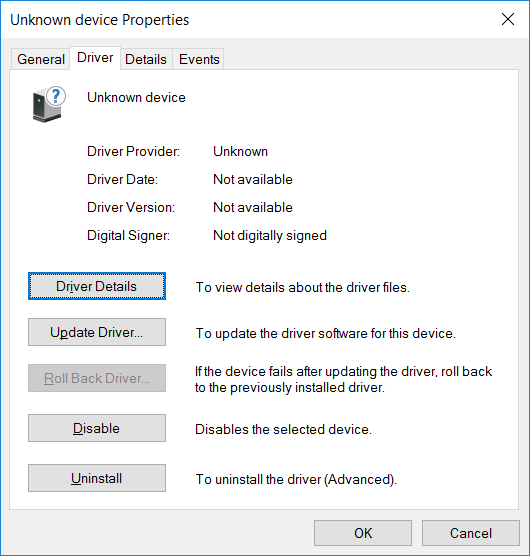 Unknown device Properties
General Driver Details Events
?
Unknown device
Driver Provider: Unknown
Driver Date: Not available
Driver Version: Not available
Digital Signer: Not digitally signed
Driver Details To view details about the driver files.
Update Driver... To update the driver software for this device.
Roll Back Driver... If the device fails after updating the driver, roll back
to the previously installed driver.
Disable Disables the selected device.
Uninstall To uninstall the driver (Advanced).
OK Cancel